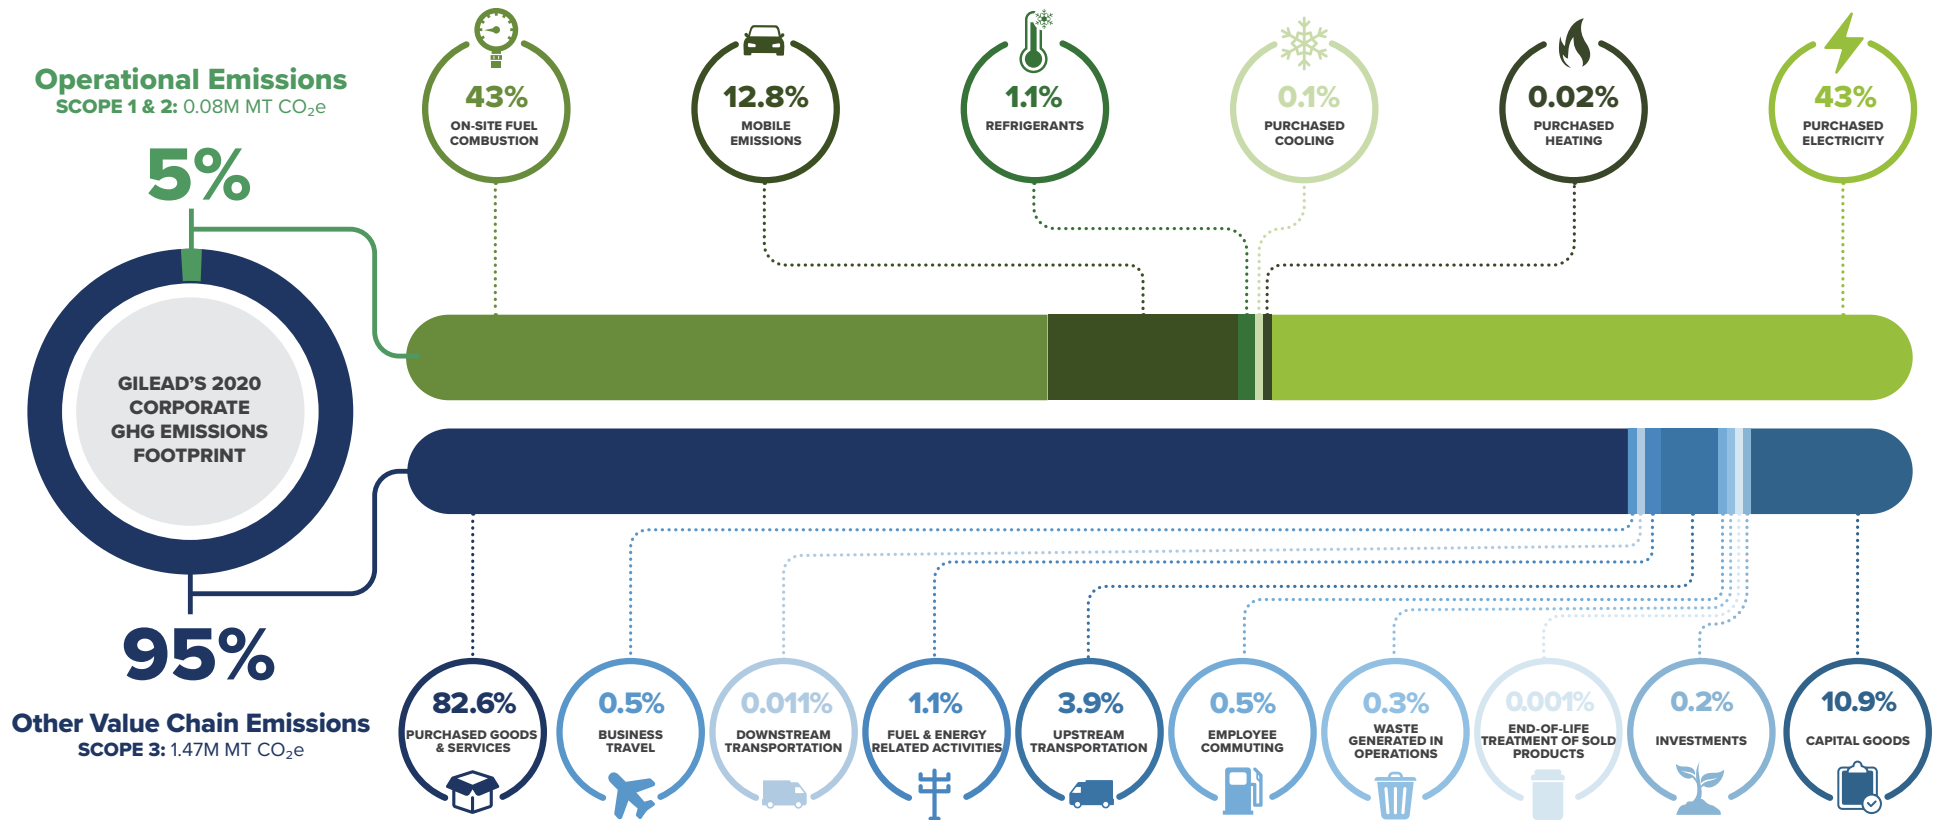 Operational Emissions
SCOPE 1 & 2: 0.08M MT CO₂e
5%
43%
ON-SITE FUEL
COMBUSTION
12.8%
MOBILE
EMISSIONS
1.1%
REFRIGERANTS
0.1%
PURCHASED
COOLING
0.02%
PURCHASED
HEATING
43%
PURCHASED
ELECTRICITY
GILEAD’S 2020
CORPORATE
GHG EMISSIONS
FOOTPRINT
95%
Other Value Chain Emissions
SCOPE 3: 1.47M MT CO₂e
82.6%
PURCHASED GOODS
& SERVICES
0.5%
BUSINESS
TRAVEL
0.011%
DOWNSTREAM
TRANSPORTATION
1.1%
FUEL & ENERGY
RELATED ACTIVITIES
3.9%
UPSTREAM
TRANSPORTATION
0.5%
EMPLOYEE
COMMUTING
0.3%
WASTE
GENERATED IN
OPERATIONS
0.001%
END-OF-LIFE
TREATMENT OF SOLD
PRODUCTS
0.2%
INVESTMENTS
10.9%
CAPITAL GOODS